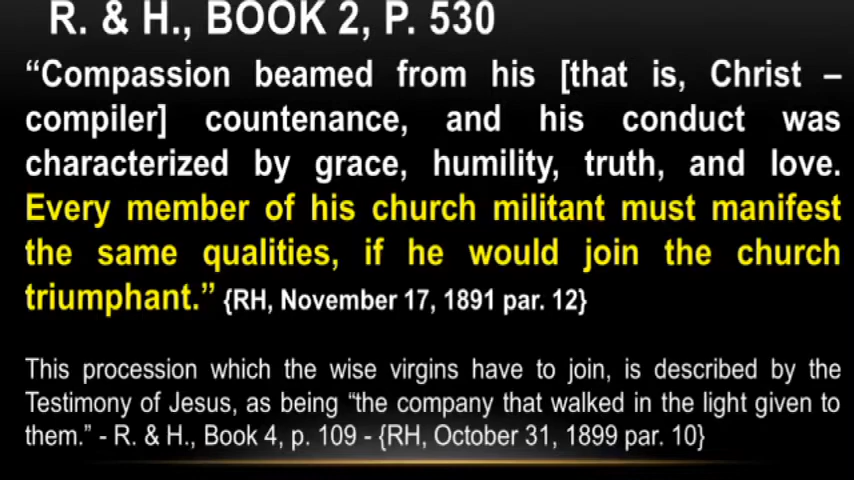 R. & H., BOOK 2, P. 530
“Compassion beamed from his [that is, Christ –
compiler] countenance, and his conduct was
characterized by grace, humility, truth, and love.
Every member of his church militant must manifest
the same qualities, if he would join the church
triumphant.” {RH, November 17, 1891 par. 12}
This procession which the wise virgins have to join, is described by the
Testimony of Jesus, as being “the company that walked in the light given to
them.” - R. & H., Book 4, p. 109 - {RH, October 31, 1899 par. 10}